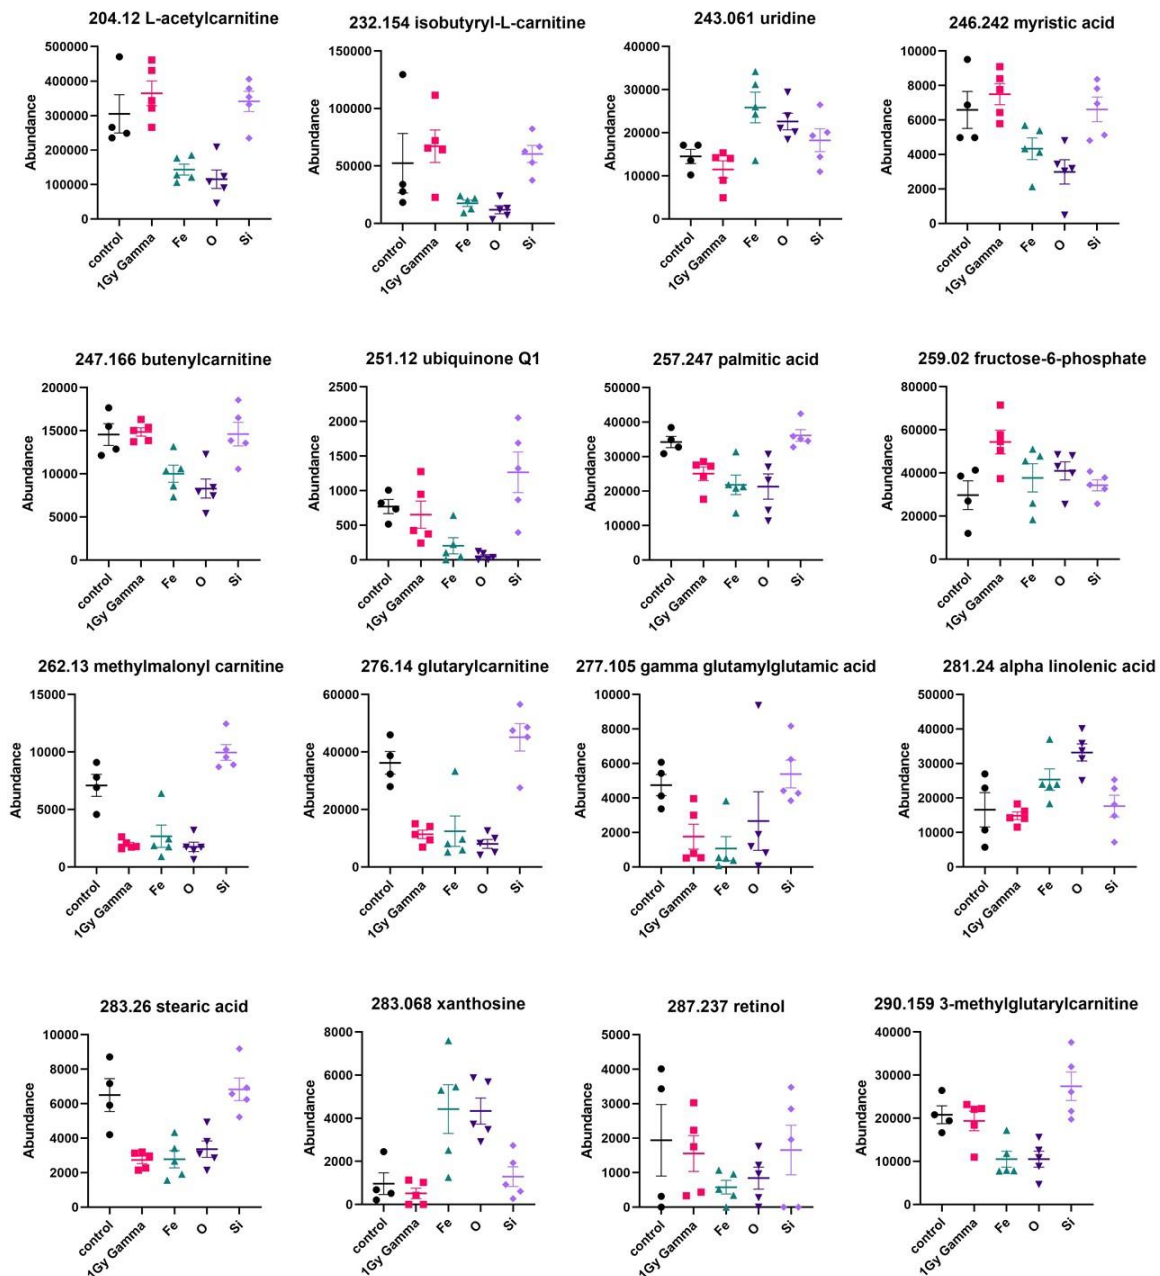 204.12 L-acetylcarnitine
Abundance
500000
400000
300000
200000
100000
0
control
1Gy Gamma
Fe
O
Si
232.154 isobutyryl-L-carnitine
Abundance
150000
100000
50000
0
control
1Gy Gamma
Fe
O
Si
243.061 uridine
Abundance
40000
30000
20000
10000
0
control
1Gy Gamma
Fe
O
Si
246.242 myristic acid
Abundance
10000
8000
6000
4000
2000
0
control
1Gy Gamma
Fe
O
Si
247.166 butenylcarnitine
Abundance
20000
15000
10000
5000
0
control
1Gy Gamma
Fe
O
Si
251.12 ubiquinone Q1
Abundance
2500
2000
1500
1000
500
0
control
1Gy Gamma
Fe
O
Si
257.247 palmitic acid
Abundance
50000
40000
30000
20000
10000
0
control
1Gy Gamma
Fe
O
Si
259.02 fructose-6-phosphate
Abundance
80000
60000
40000
20000
0
control
1Gy Gamma
Fe
O
Si
262.13 methylmalonyl carnitine
Abundance
15000
10000
5000
0
control
1Gy Gamma
Fe
O
Si
276.14 glutarylcarnitine
Abundance
60000
40000
20000
0
control
1Gy Gamma
Fe
O
Si
277.105 gamma glutamylglutamic acid
Abundance
10000
8000
6000
4000
2000
0
control
1Gy Gamma
Fe
O
Si
281.24 alpha linolenic acid
Abundance
50000
40000
30000
20000
10000
0
control
1Gy Gamma
Fe
O
Si
283.26 stearic acid
Abundance
10000
8000
6000
4000
2000
0
control
1Gy Gamma
Fe
O
Si
283.068 xanthosine
Abundance
8000
6000
4000
2000
0
control
1Gy Gamma
Fe
O
Si
287.237 retinol
Abundance
5000
4000
3000
2000
1000
0
control
1Gy Gamma
Fe
O
Si
290.159 3-methylglutarylcarnitine
Abundance
40000
30000
20000
10000
0
control
1Gy Gamma
Fe
O
Si